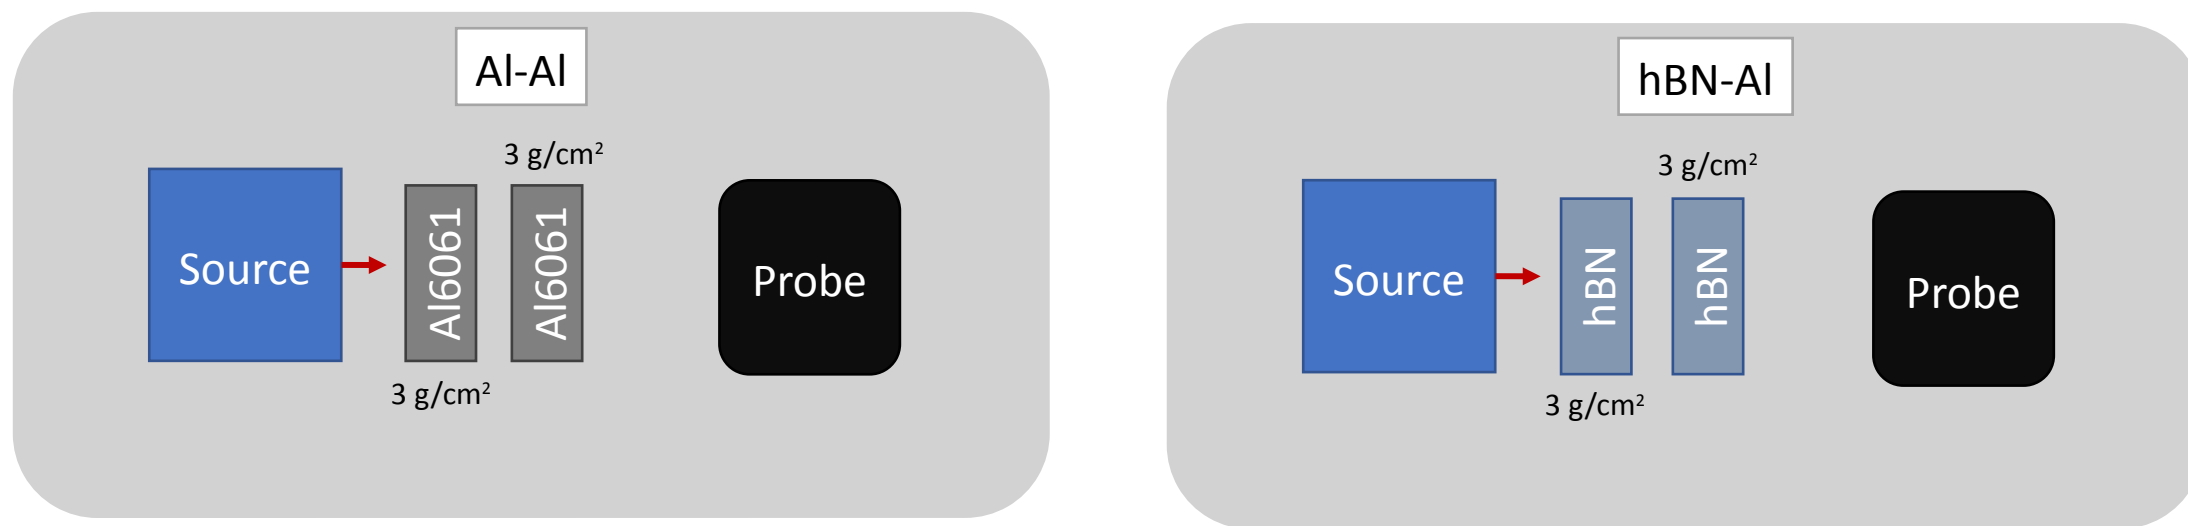 Al-Al
3 g/cm²
Source
Al6061
Al6061
Probe
3 g/cm²
hBN-Al
3 g/cm²
Source
hBN
hBN
Probe
3 g/cm²